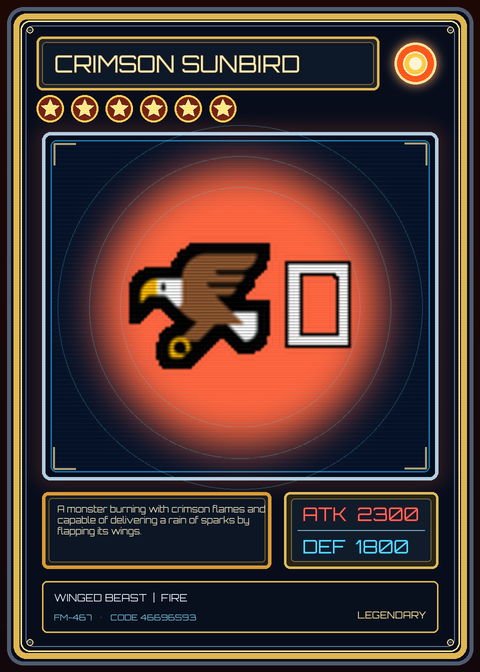 CRIMSON SUNBIRD
A monster burning with crimson flames and
capable of delivering a rain of sparks by
flapping its wings.
ATK 2300
DEF 1800
WINGED BEAST | FIRE
FM-467 · CODE 46696593
LEGENDARY